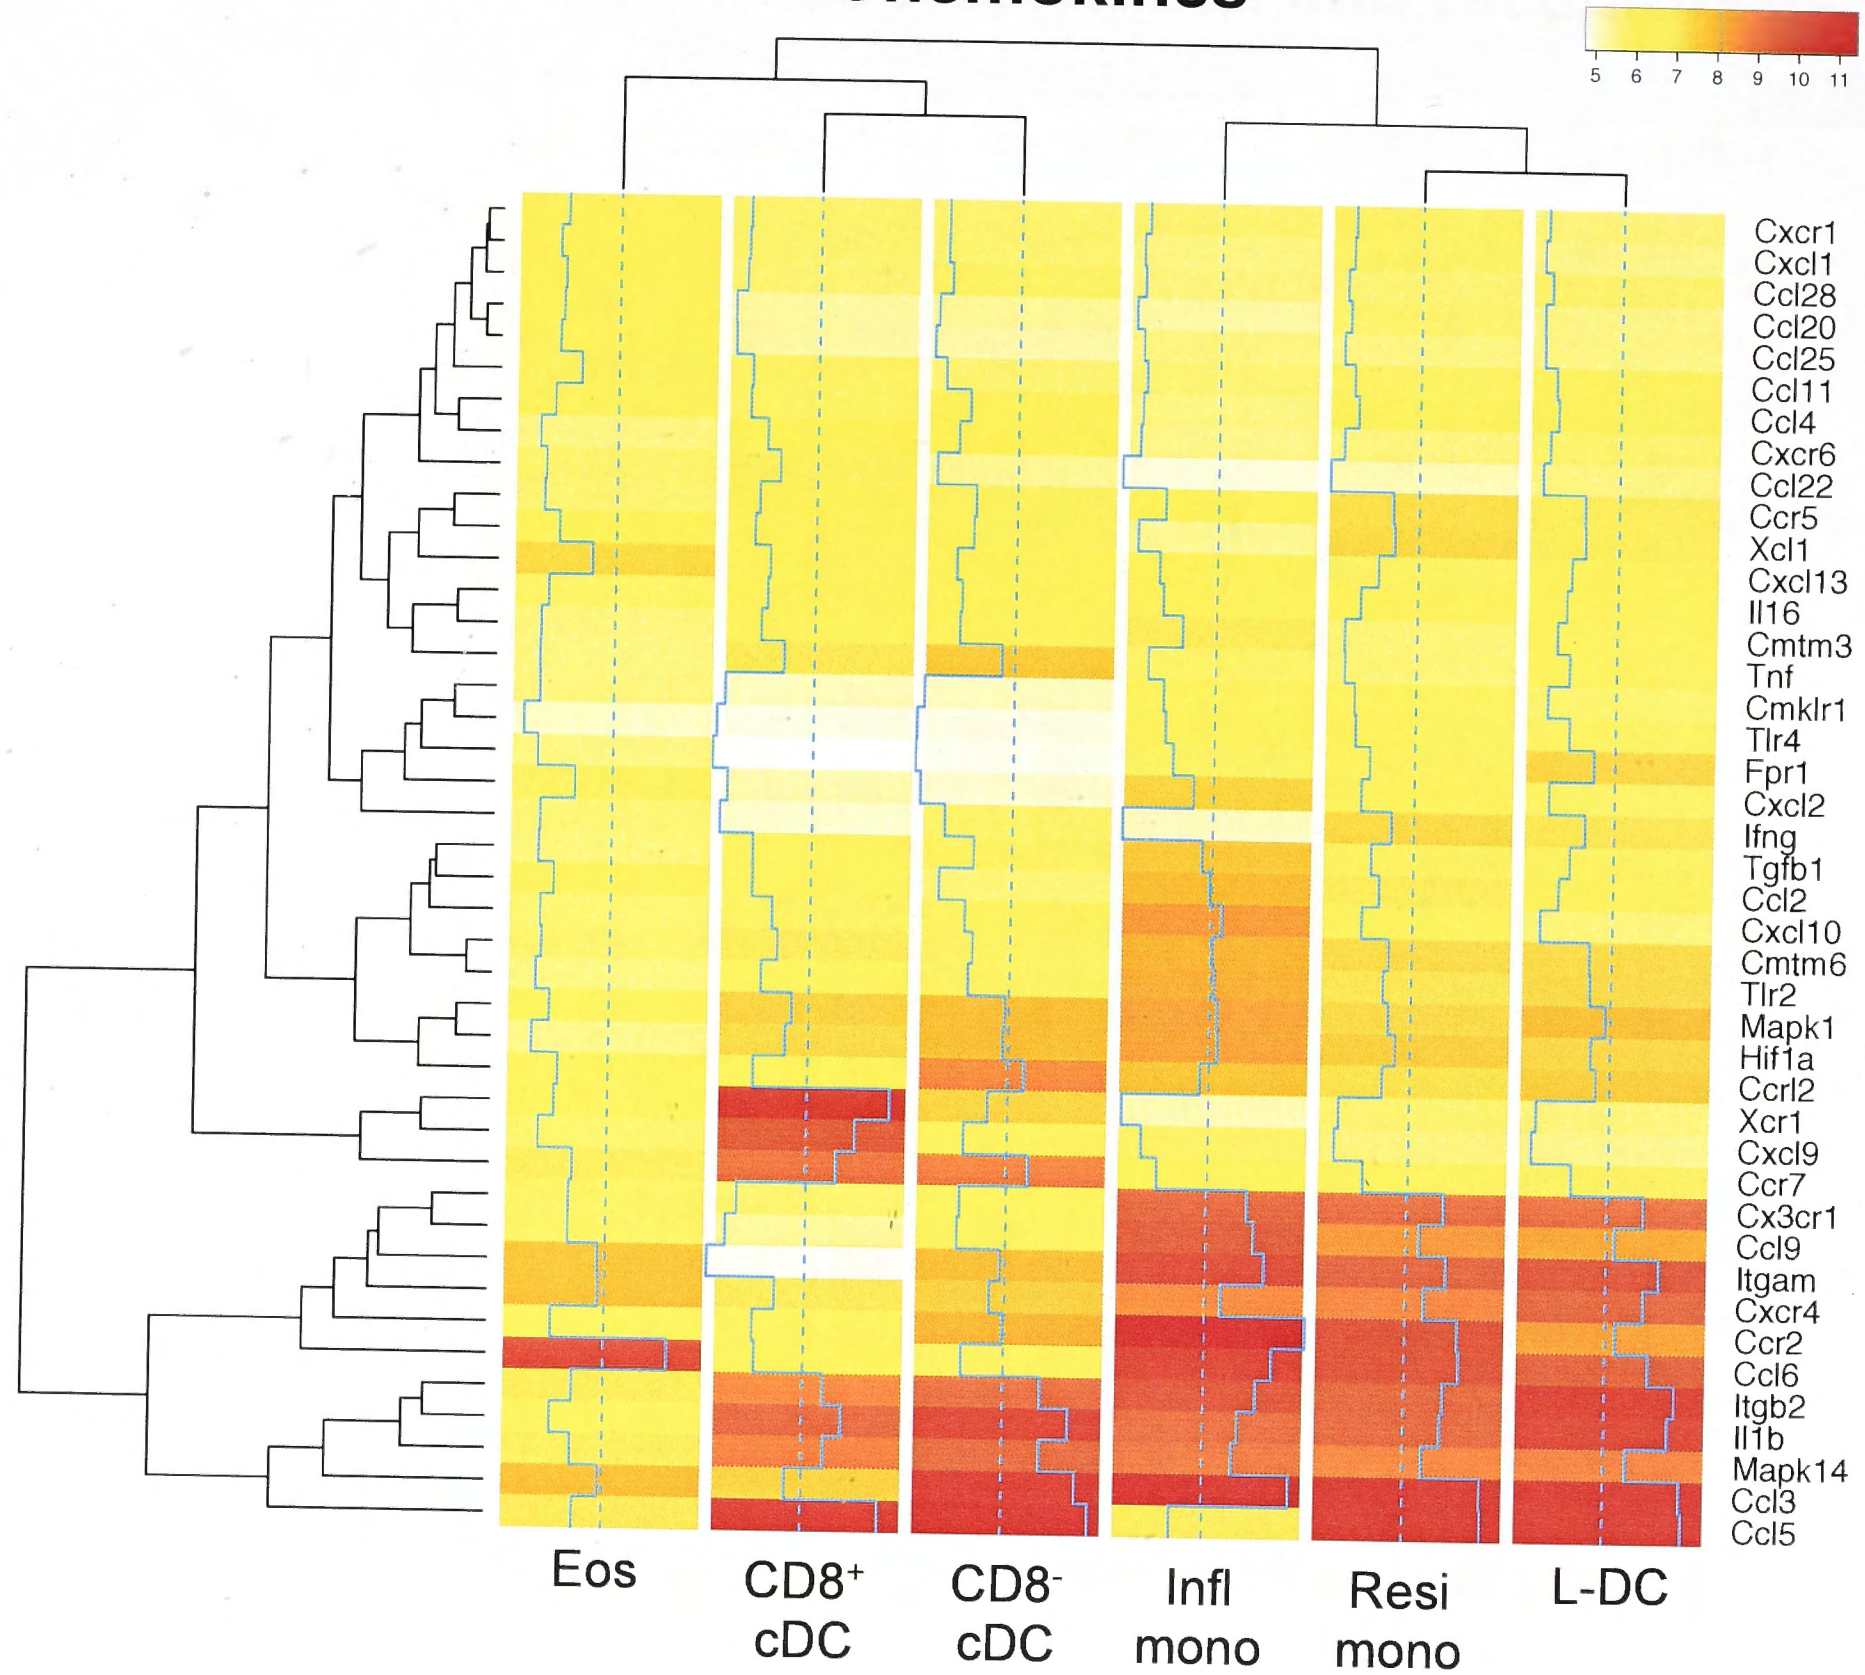 5 6 7 8 9 10 11
Cxcr1
Cxcl1
Ccl28
Ccl20
Ccl25
Ccl11
Ccl4
Cxcr6
Ccl22
Ccr5
Xcl1
Cxcl13
Il16
Cmtm3
Tnf
Cmklr1
Tlr4
Fpr1
Cxcl2
Ifng
Tgfb1
Ccl2
Cxcl10
Cmtm6
Tlr2
Mapk1
Hif1a
Ccrl2
Xcr1
Cxcl9
Ccr7
Cx3cr1
Ccl9
Itgam
Cxcr4
Ccr2
Ccl6
Itgb2
Il1b
Mapk14
Ccl3
Ccl5
Eos CD8⁺ CD8⁻ Infl Resi L-DC
cDC cDC mono mono